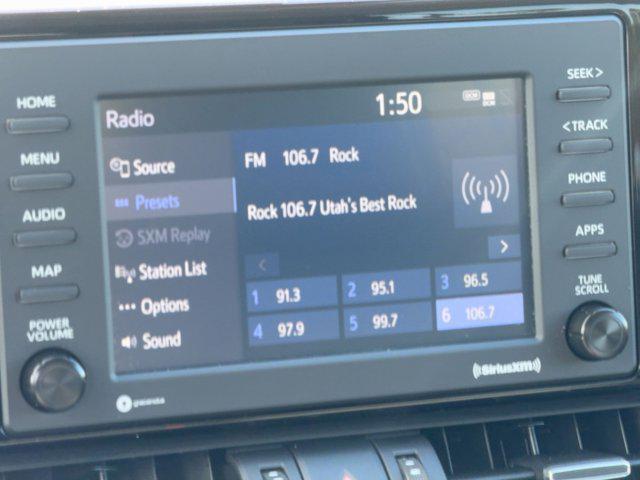 HOME
MENU
AUDIO
MAP
POWER
VOLUME
Radio
1:50
DCM
Source
Presets
SXM Replay
Station List
Options
Sound
FM 106.7 Rock
Rock 106.7 Utah's Best Rock
< >
1 91.3
2 95.1
3 96.5
4 97.9
5 99.7
6 106.7
SEEK >
< TRACK
PHONE
APPS
TUNE
SCROLL
gracenote
((SiriusXM))